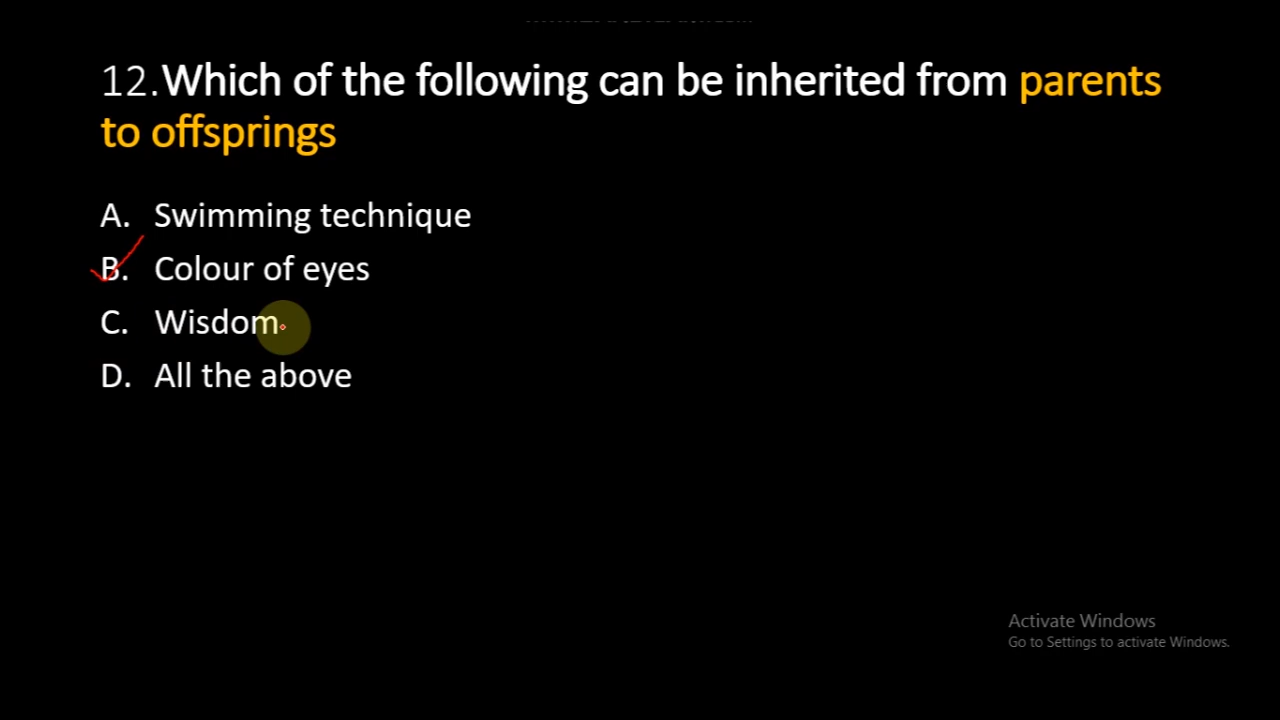 12.Which of the following can be inherited from parents
to offsprings
A. Swimming technique
B. Colour of eyes
C. Wisdom
D. All the above
Activate Windows
Go to Settings to activate Windows.